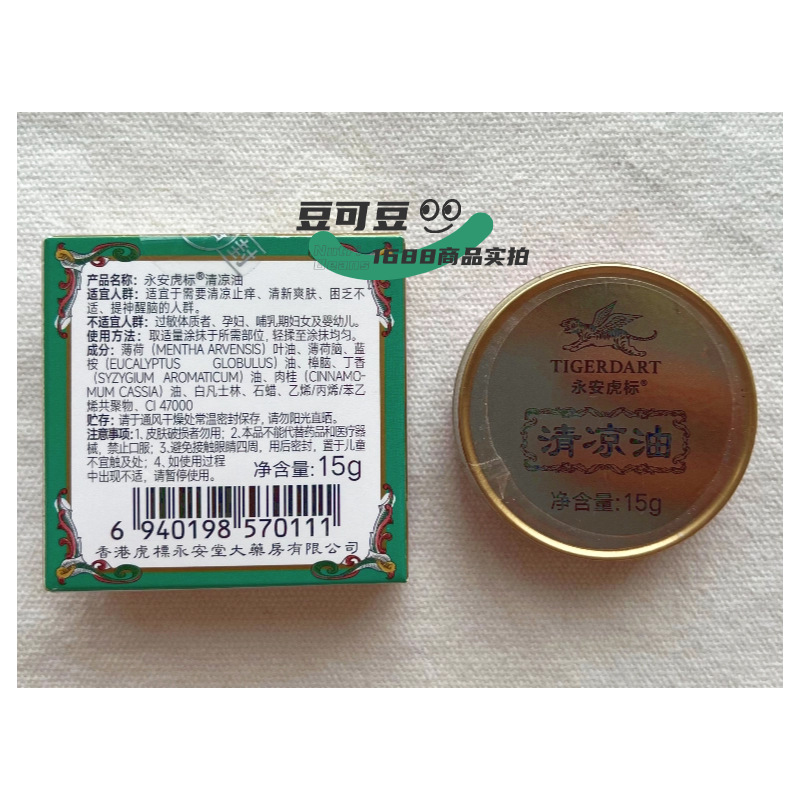 豆可豆
1688商品实拍
封
产品名称：永安虎标®清凉油
适宜人群：适宜于需要清凉止痒、清新爽肤、困乏不
适、提神醒脑的人群。
不适宜人群：过敏体质者、孕妇、哺乳期妇女及婴幼儿。
使用方法：取适量涂抹于所需部位，轻揉至涂抹均匀。
成分：薄荷（MENTHA ARVENSIS）叶油、薄荷脑、蓝
桉（EUCALYPTUS GLOBULUS）油、樟脑、丁香
（SYZYGIUM AROMATICUM）油、肉桂（CINNAMO-
MUM CASSIA）油、白凡士林、石蜡、乙烯/丙烯/苯乙
烯共聚物、CI 47000
贮存：请于通风干燥处常温密封保存，请勿阳光直晒。
注意事项：1. 皮肤破损者勿用；2.本品不能代替药品和医疗器
械，禁止口服；3.避免接触眼睛四周，用后密封，置于儿童
不宜触及处；4. 如使用过程
中出现不适，请暂停使用。
净含量：15g
6 940198 570111
香港虎標永安堂大藥房有限公司
TIGERDART
永安虎标®
清凉油
净含量:15g